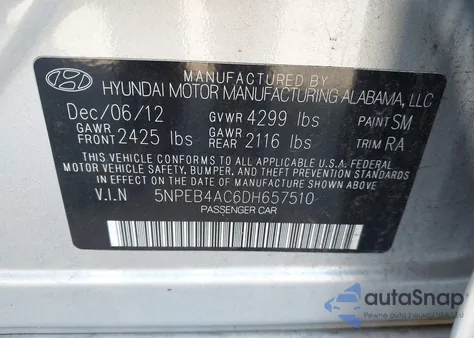 MANUFACTURED BY
HYUNDAI MOTOR MANUFACTURING ALABAMA, LLC
Dec/06/12 GVWR 4299 lbs PAINT SM
GAWR FRONT 2425 lbs GAWR REAR 2116 lbs TRIM RA
THIS VEHICLE CONFORMS TO ALL APPLICABLE U.S.A. FEDERAL
MOTOR VEHICLE SAFETY, BUMPER, AND THEFT PREVENTION STANDARDS
IN EFFECT ON THE DATE OF MANUFACTURE SHOWN ABOVE.
V.I.N 5NPEB4AC6DH657510
PASSENGER CAR
autoSnap